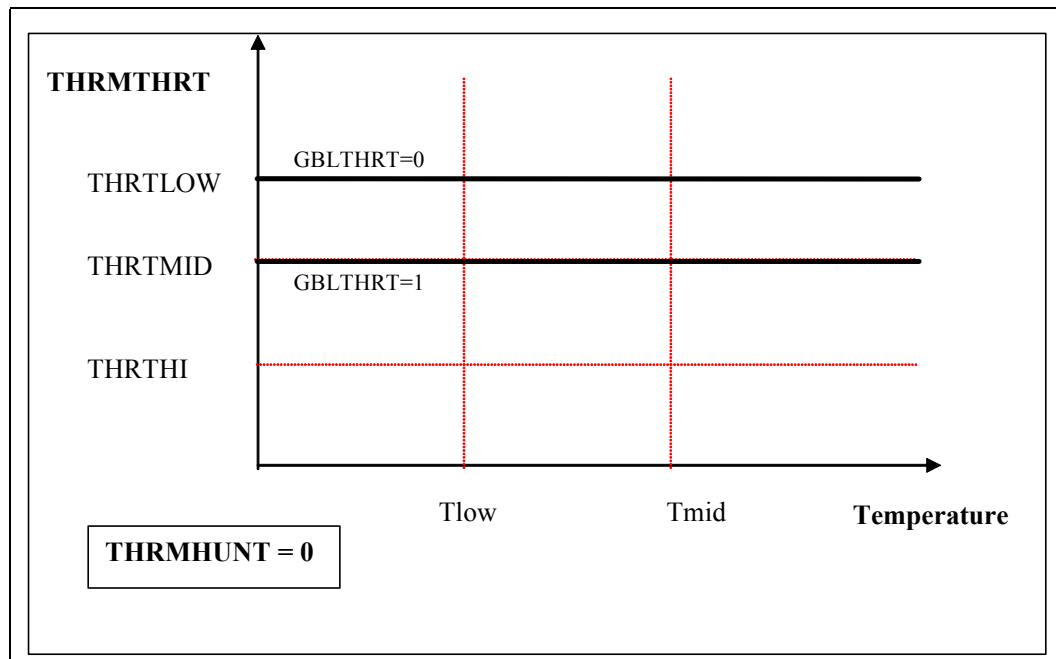 THRMTHRT
GBLTHRT=0
THRTLOW
THRTMID
GBLTHRT=1
THRTHI
Tlow
Tmid
Temperature
THRMHUNT = 0